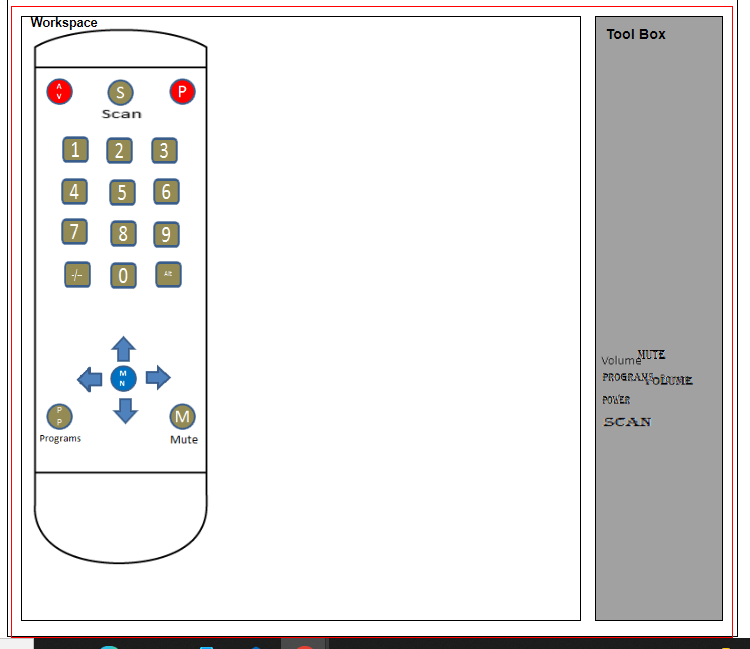 Workspace
Tool Box
A
V
S
P
Scan
1 2 3
4 5 6
7 8 9
-/-- 0 Alt
M
N
P
P
M
Programs
Mute
Volume
MUTE
PROGRAMS
VOLUME
POWER
SCAN